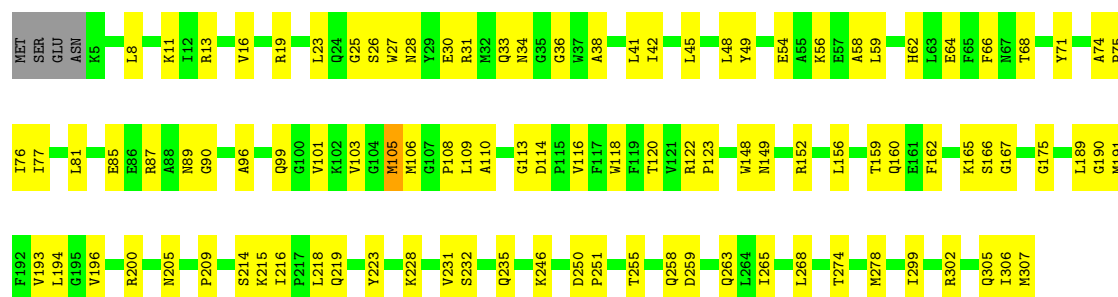 MET SER GLU ASN K5 L8 K11 I12 R13 V16 R19 L23 Q24 G25 S26 W27 N28 Y29 E30 R31 M32 Q33 N34 G35 G36 W37 A38 L41 I42 L45 L48 Y49 E54 A55 K56 E57 A58 L59 H62 L63 E64 F65 F66 N67 T68 Y71 A74
I76 I77 L81 E85 E86 R87 A88 N89 G90 A96 Q99 G100 V101 K102 V103 G104 M105 M106 G107 P108 L109 A110 G113 D114 P115 V116 F117 W118 F119 T120 V121 R122 P123 W148 N149 R152 L156 T159 Q160 E161 F162 K165 S166 G167 G175 L189 G190
F192 V193 L194 G195 V196 R200 N205 P209 S214 K215 I216 P217 L218 Q219 Y223 K228 V231 S232 Q235 K246 D250 P251 T255 Q258 D259 Q263 L264 I265 L268 T274 M278 I299 R302 Q305 I306 M307